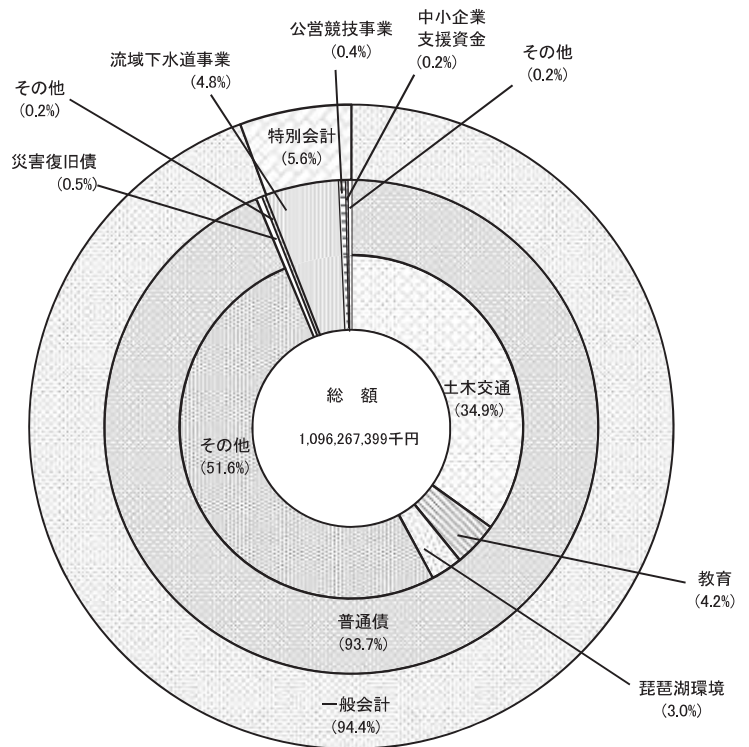 公営競技事業
(0.4%)
中小企業
支援資金
(0.2%)
その他
(0.2%)
流域下水道事業
(4.8%)
その他
(0.2%)
災害復旧債
(0.5%)
特別会計
(5.6%)
土木交通
(34.9%)
総 額
1,096,267,399千円
その他
(51.6%)
教育
(4.2%)
琵琶湖環境
(3.0%)
普通債
(93.7%)
一般会計
(94.4%)